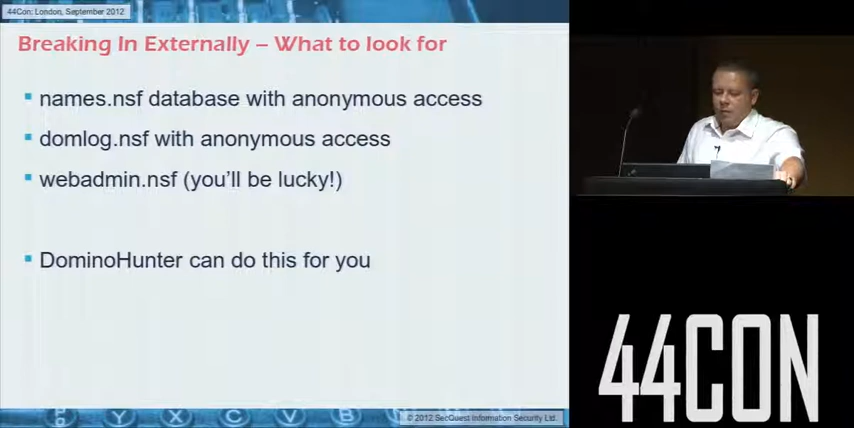 44Con: London, September 2012
Breaking In Externally – What to look for
names.nsf database with anonymous access
domlog.nsf with anonymous access
webadmin.nsf (you'll be lucky!)
DominoHunter can do this for you
Y X C V B
© 2012 SecQuest Information Security Ltd.
44CON